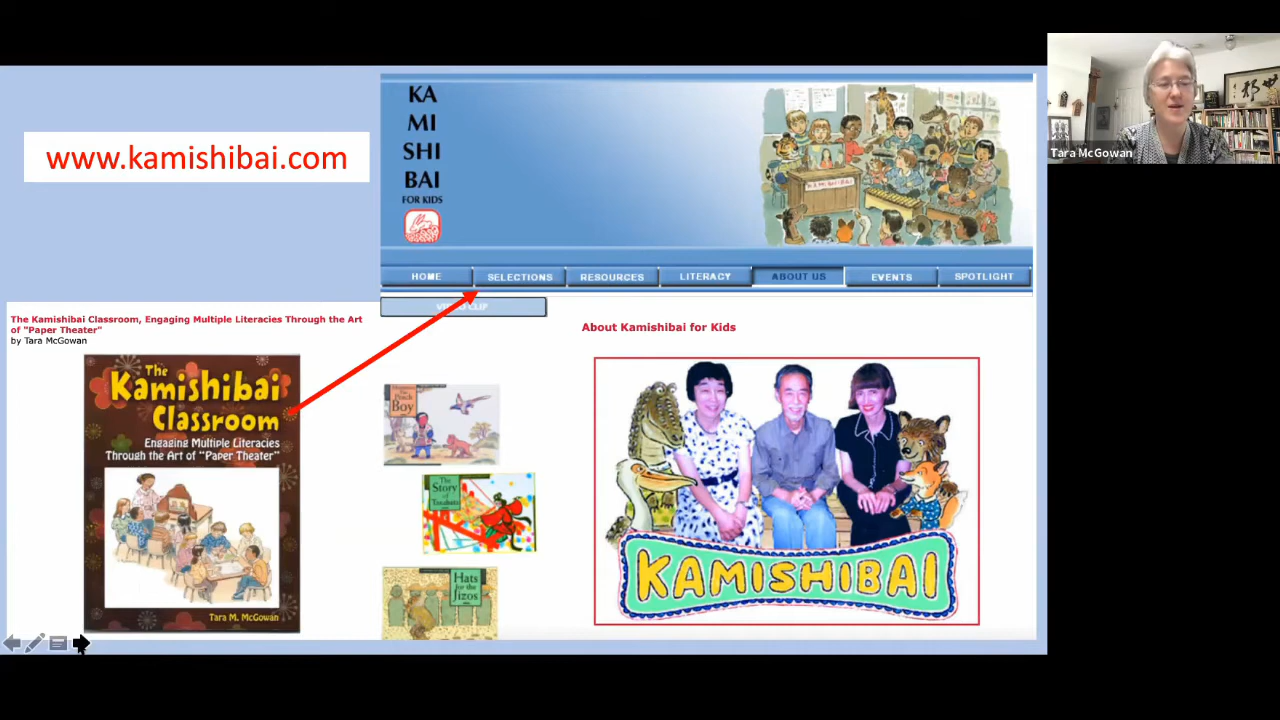 www.kamishibai.com
KA
MI
SHI
BAI
FOR KIDS
HOME
SELECTIONS
RESOURCES
LITERACY
ABOUT US
EVENTS
SPOTLIGHT
Tara McGowan
The Kamishibai Classroom, Engaging Multiple Literacies Through the Art
of "Paper Theater"
by Tara McGowan
The
Kamishibai
Classroom
Engaging Multiple Literacies
Through the Art of “Paper Theater”
Tara M. McGowan
The
Peach
Boy
The
Story
of
Hats
for the
Jizos
About Kamishibai for Kids
KAMISHIBAI